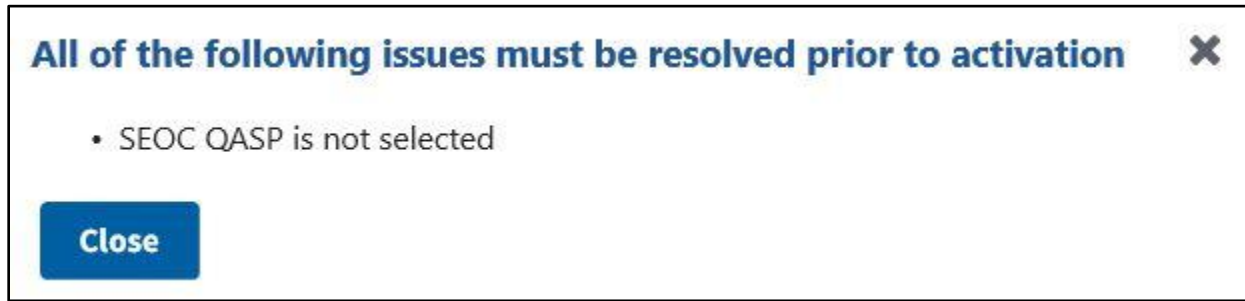 All of the following issues must be resolved prior to activation
• SEOC QASP is not selected
Close